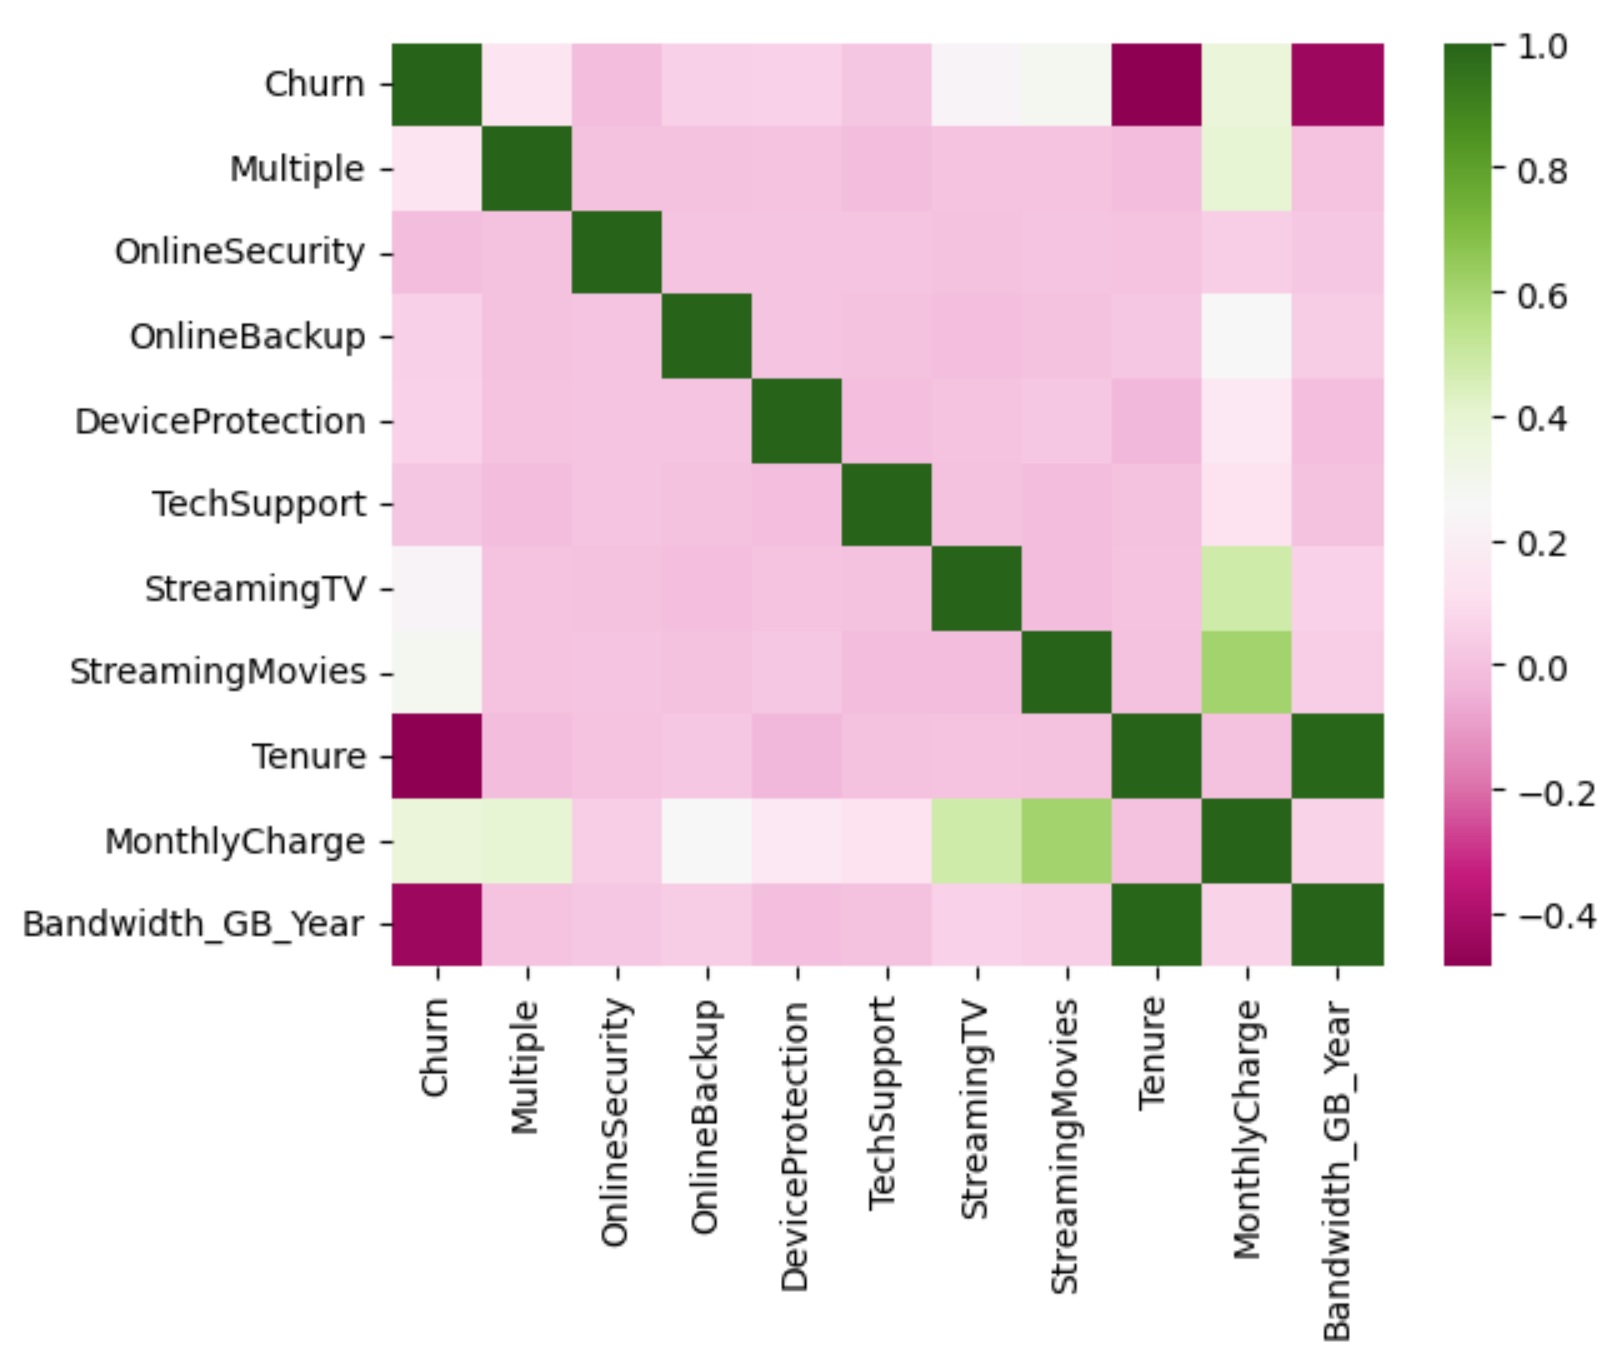 Churn
Multiple
OnlineSecurity
OnlineBackup
DeviceProtection
TechSupport
StreamingTV
StreamingMovies
Tenure
MonthlyCharge
Bandwidth_GB_Year
Churn
Multiple
OnlineSecurity
OnlineBackup
DeviceProtection
TechSupport
StreamingTV
StreamingMovies
Tenure
MonthlyCharge
Bandwidth_GB_Year
1.0
0.8
0.6
0.4
0.2
0.0
−0.2
−0.4